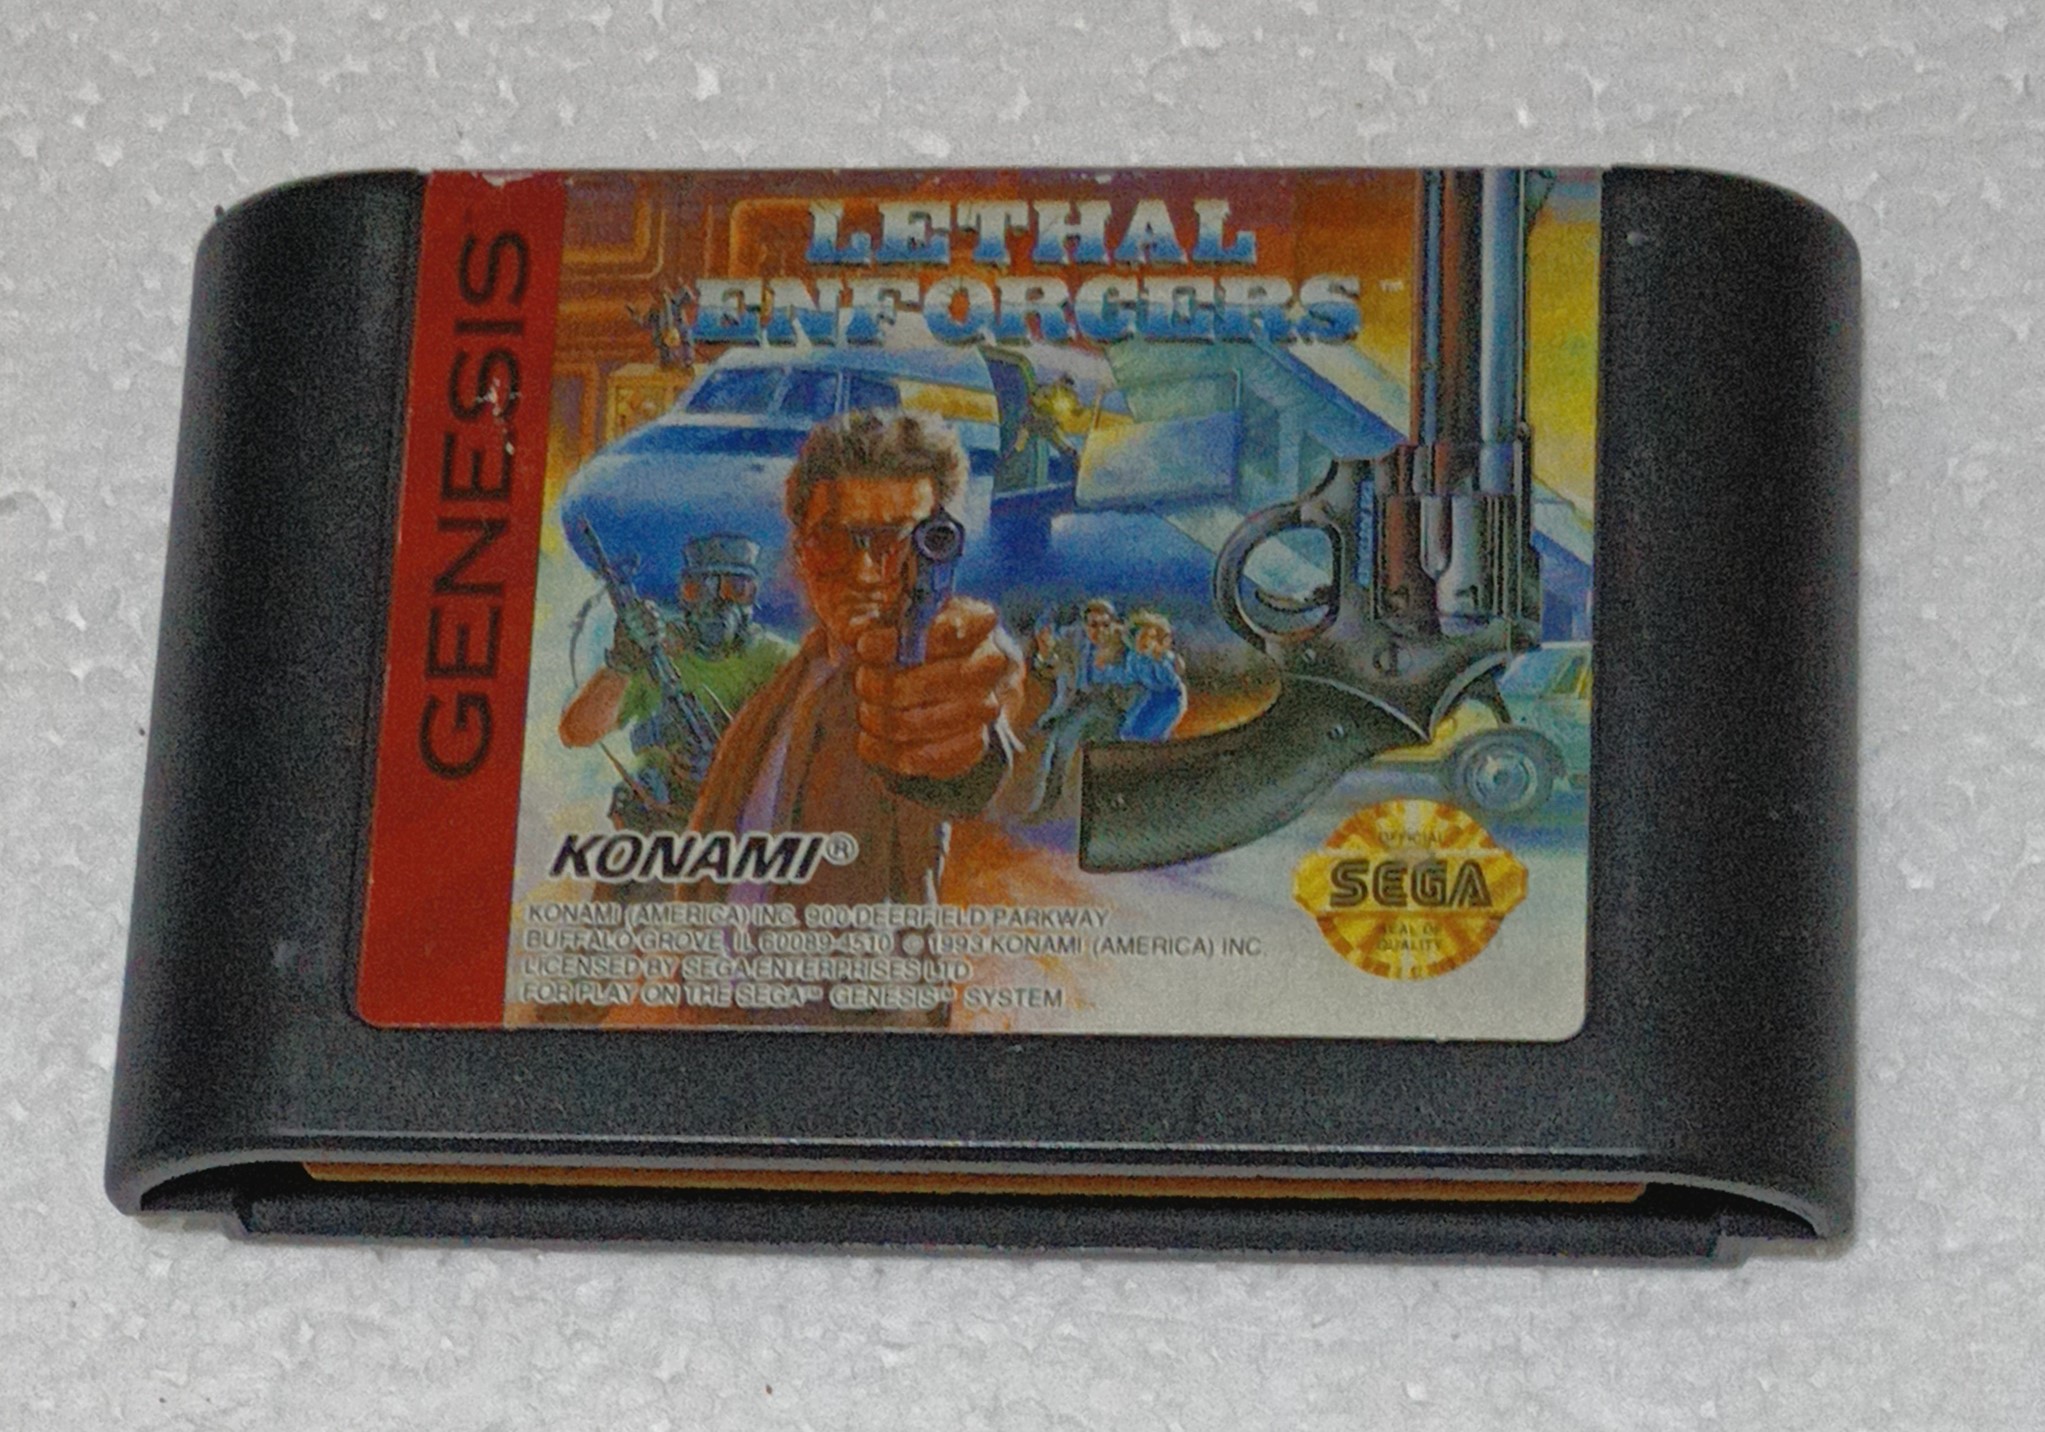 GENESIS
LETHAL
ENFORCERS™
KONAMI®
KONAMI (AMERICA) INC. 900 DEERFIELD PARKWAY
BUFFALO GROVE, IL 60089-4510 © 1993 KONAMI (AMERICA) INC.
LICENSED BY SEGA ENTERPRISES LTD
FOR PLAY ON THE SEGA™ GENESIS™ SYSTEM
OFFICIAL
SEGA
SEAL OF
QUALITY